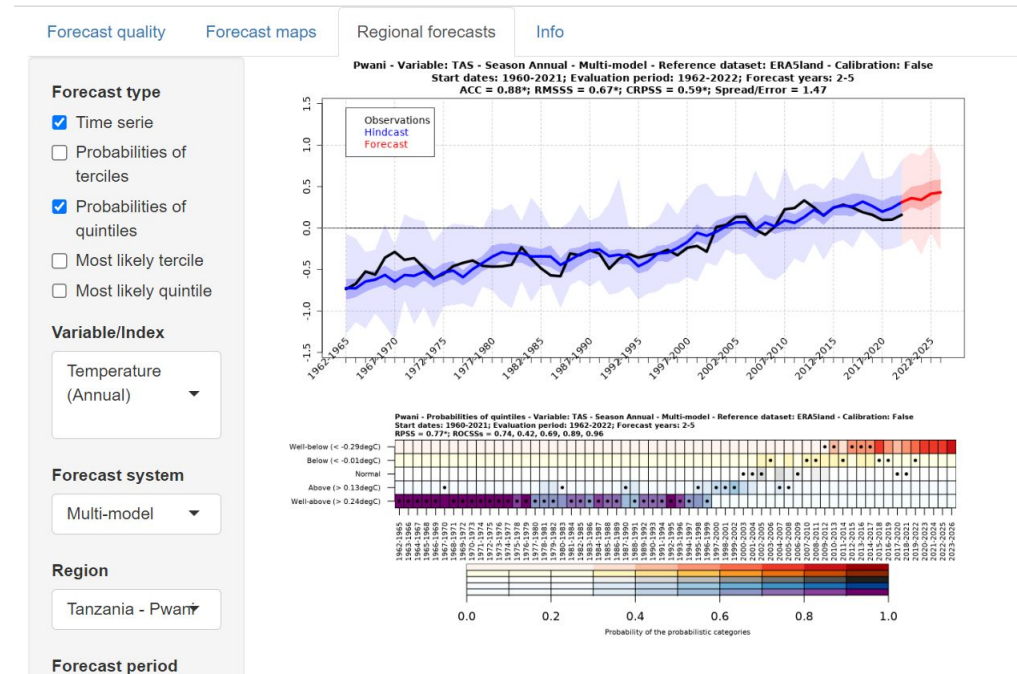 Forecast quality
Forecast maps
Regional forecasts
Info
Forecast type
Time serie
Probabilities of
terciles
Probabilities of
quintiles
Most likely tercile
Most likely quintile
Variable/Index
Temperature
(Annual)
Forecast system
Multi-model
Region
Tanzania - Pwani
Forecast period
Pwani - Variable: TAS - Season Annual - Multi-model - Reference dataset: ERA5land - Calibration: False
Start dates: 1960-2021; Evaluation period: 1962-2022; Forecast years: 2-5
ACC = 0.88*; RMSSS = 0.67*; CRPSS = 0.59*; Spread/Error = 1.47
Observations
Hindcast
Forecast
1.5
1.0
0.5
0.0
-0.5
-1.0
-1.5
1962-1965
1967-1970
1972-1975
1977-1980
1982-1985
1987-1990
1992-1995
1997-2000
2002-2005
2007-2010
2012-2015
2017-2020
2022-2025
Pwani - Probabilities of quintiles - Variable: TAS - Season Annual - Multi-model - Reference dataset: ERA5land - Calibration: False
Start dates: 1960-2021; Evaluation period: 1962-2022; Forecast years: 2-5
RPSS = 0.77*; ROCSSs = 0.74, 0.42, 0.69, 0.89, 0.96
Well-below (< -0.29degC)
Below (< -0.01degC)
Normal
Above (> 0.13degC)
Well-above (> 0.24degC)
0.0
0.2
0.4
0.6
0.8
1.0
Probability of the probabilistic categories